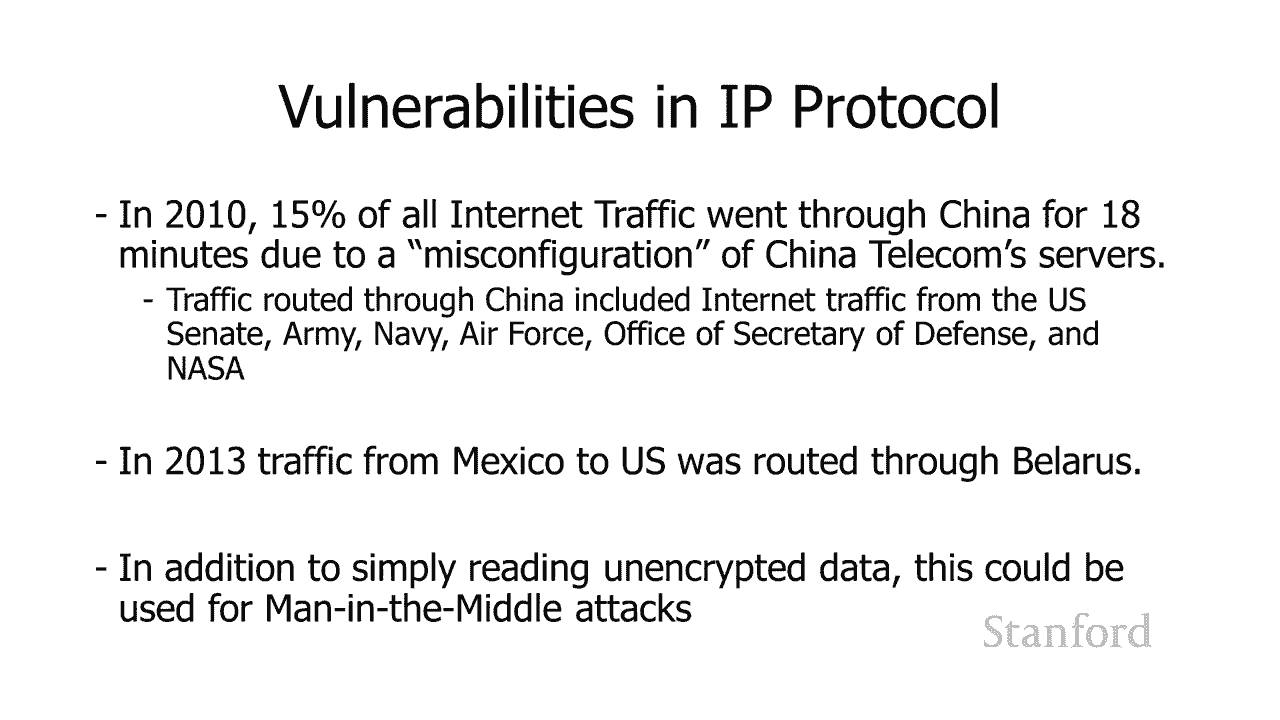 Vulnerabilities in IP Protocol
- In 2010, 15% of all Internet Traffic went through China for 18
minutes due to a “misconfiguration” of China Telecom’s servers.
- Traffic routed through China included Internet traffic from the US
Senate, Army, Navy, Air Force, Office of Secretary of Defense, and
NASA
- In 2013 traffic from Mexico to US was routed through Belarus.
- In addition to simply reading unencrypted data, this could be
used for Man-in-the-Middle attacks
Stanford